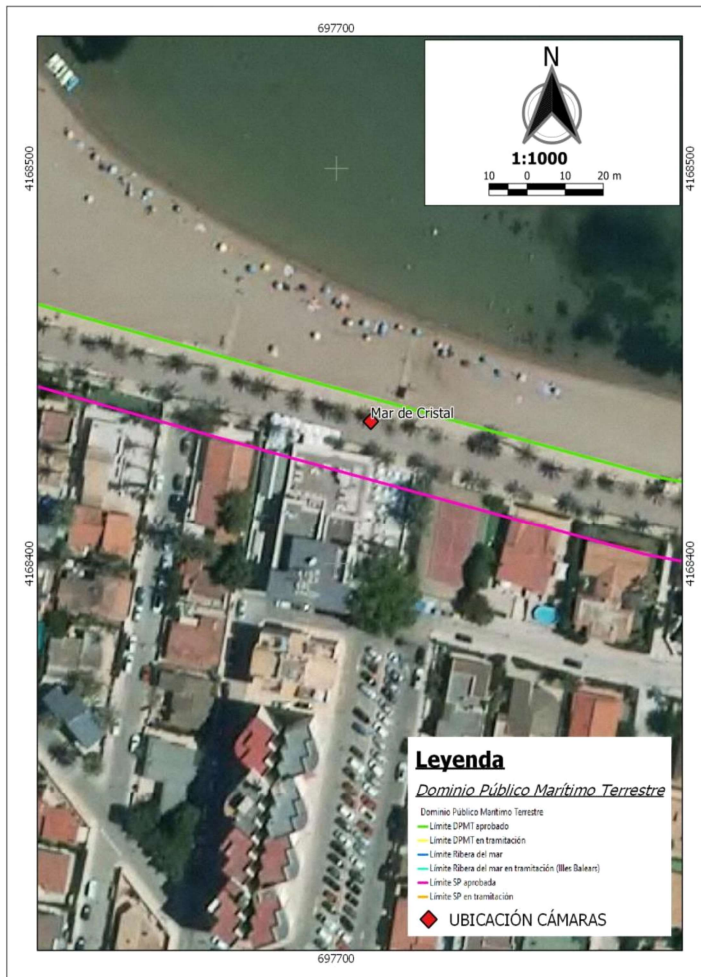 697700
N
1:1000
10 0 10 20 m
4168500
4168500
Mar de Cristal
4168400
4168400
Leyenda
Dominio Público Marítimo Terrestre
Dominio Público Marítimo Terrestre
Límite DPMT aprobado
Límite DPMT en tramitación
Límite Ribera del mar
Límite Ribera del mar en tramitación (Illes Balears)
Límite SP aprobada
Límite SP en tramitación
UBICACIÓN CÁMARAS
697700